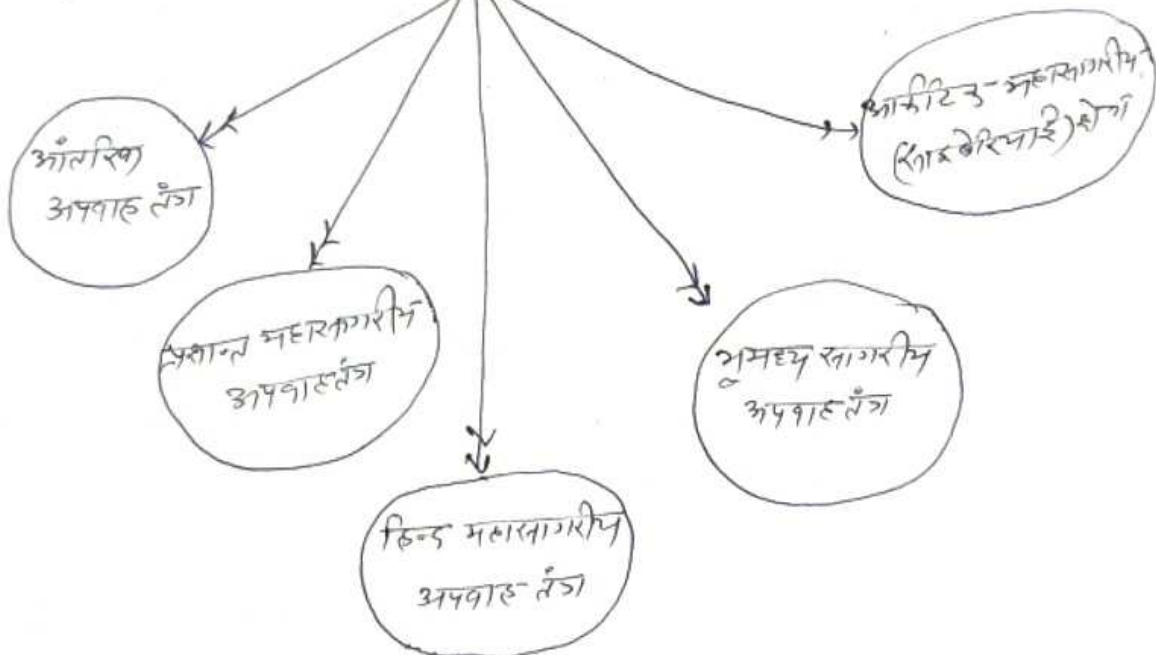 आंतरिक
अपवाह तंत्र
प्रशान्त महासागरीय
अपवाह तंत्र
हिन्द महासागरीय
अपवाह-तंत्र
भूमध्य सागरीय
अपवाह तंत्र
आर्कटिक-महासागरीय
(साइबेरियाई) क्षेत्र